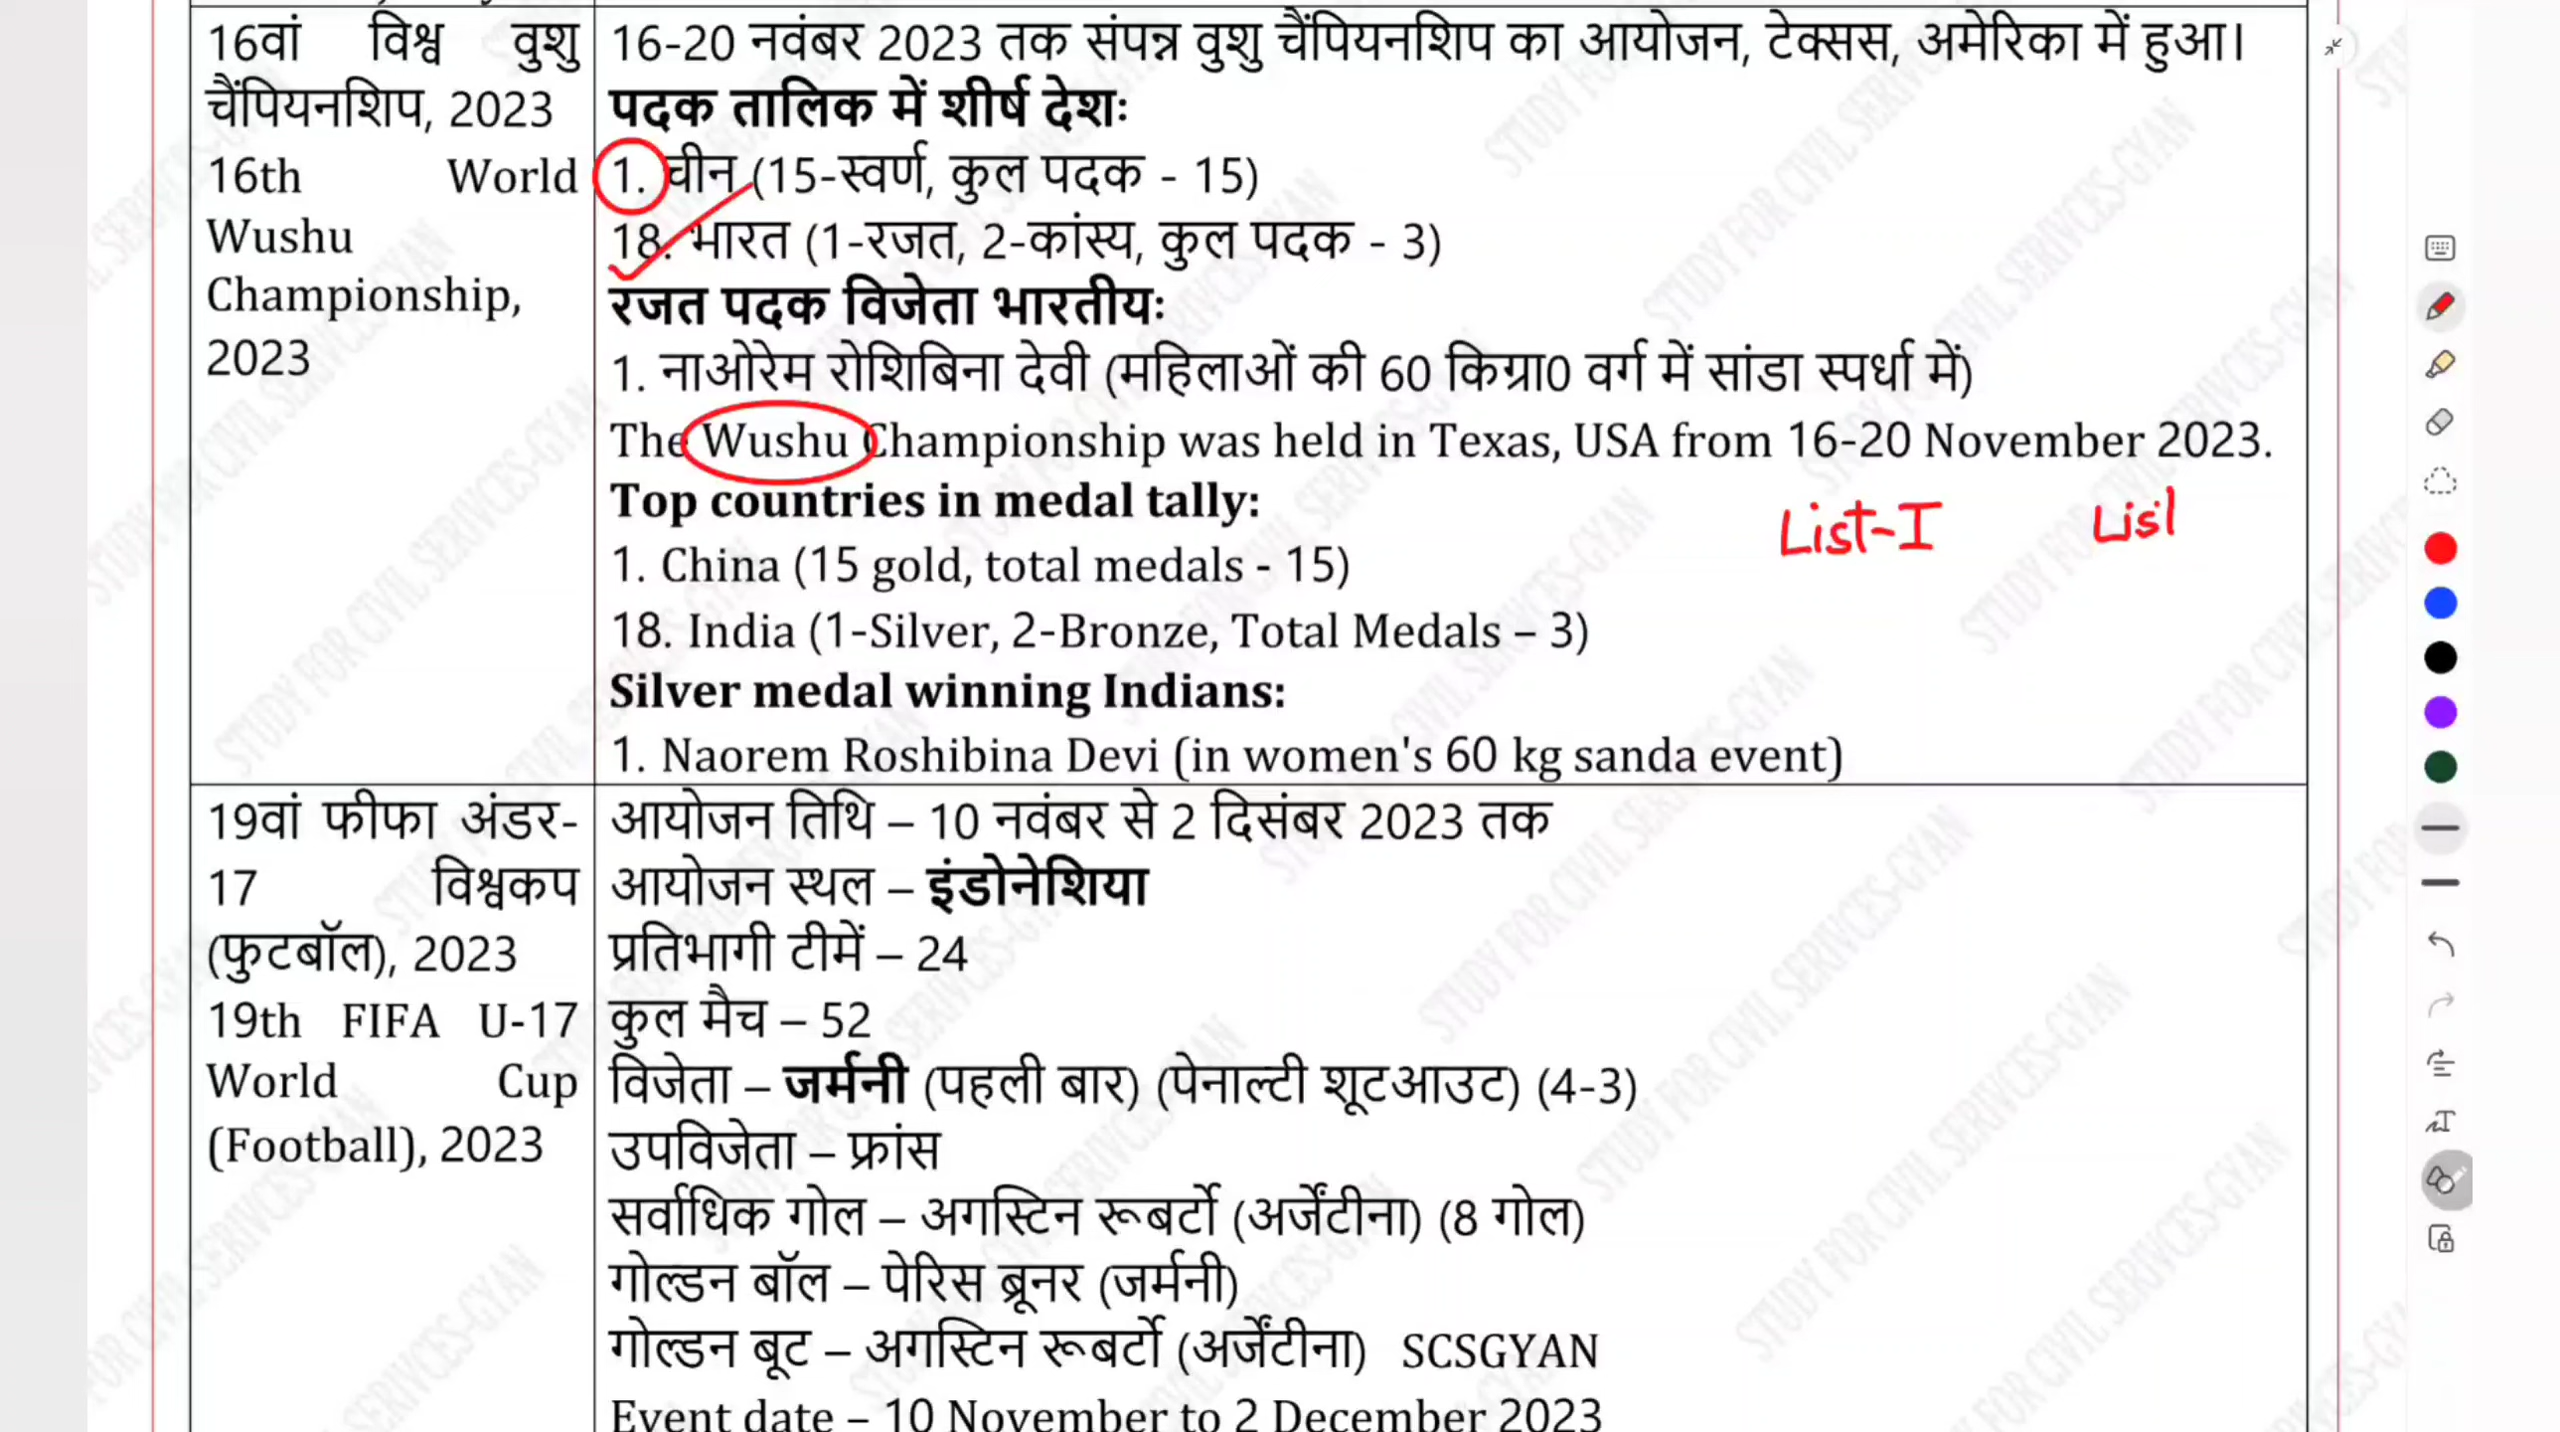 16वां विश्व वुशु
चैंपियनशिप, 2023
16th World
Wushu
Championship,
2023
16-20 नवंबर 2023 तक संपन्न वुशु चैंपियनशिप का आयोजन, टेक्सस, अमेरिका में हुआ।
पदक तालिक में शीर्ष देशः
1. चीन (15-स्वर्ण, कुल पदक - 15)
18. भारत (1-रजत, 2-कांस्य, कुल पदक - 3)
रजत पदक विजेता भारतीयः
1. नाओरेम रोशिबिना देवी (महिलाओं की 60 किग्रा0 वर्ग में सांडा स्पर्धा में)
The Wushu Championship was held in Texas, USA from 16-20 November 2023.
Top countries in medal tally:
List-I
List
1. China (15 gold, total medals - 15)
18. India (1-Silver, 2-Bronze, Total Medals – 3)
Silver medal winning Indians:
1. Naorem Roshibina Devi (in women's 60 kg sanda event)
19वां फीफा अंडर-
17 विश्वकप
(फुटबॉल), 2023
19th FIFA U-17
World Cup
(Football), 2023
आयोजन तिथि – 10 नवंबर से 2 दिसंबर 2023 तक
आयोजन स्थल – इंडोनेशिया
प्रतिभागी टीमें – 24
कुल मैच – 52
विजेता – जर्मनी (पहली बार) (पेनाल्टी शूटआउट) (4-3)
उपविजेता – फ्रांस
सर्वाधिक गोल – अगस्टिन रूबर्टो (अर्जेंटीना) (8 गोल)
गोल्डन बॉल – पेरिस ब्रूनर (जर्मनी)
गोल्डन बूट – अगस्टिन रूबर्टो (अर्जेंटीना) SCSGYAN
Event date – 10 November to 2 December 2023
STUDY FOR CIVIL SERIVCES-GYAN